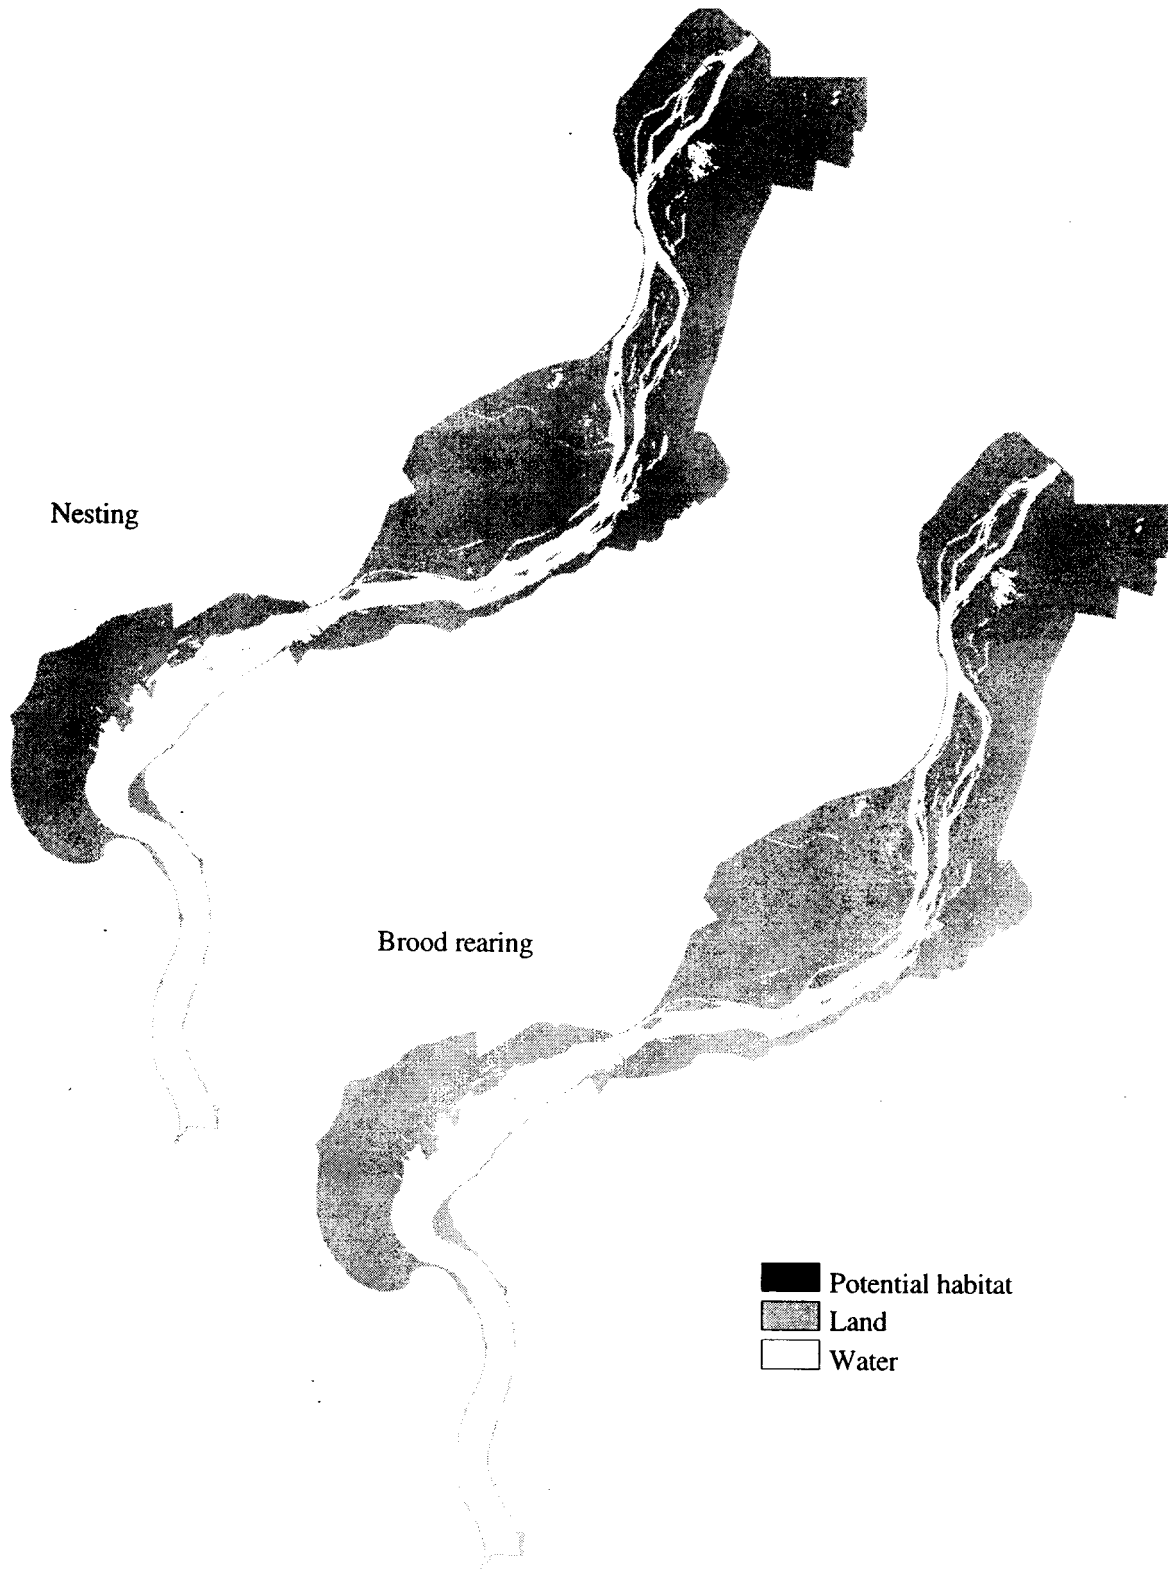 Nesting
Brood rearing
Potential habitat
Land
Water